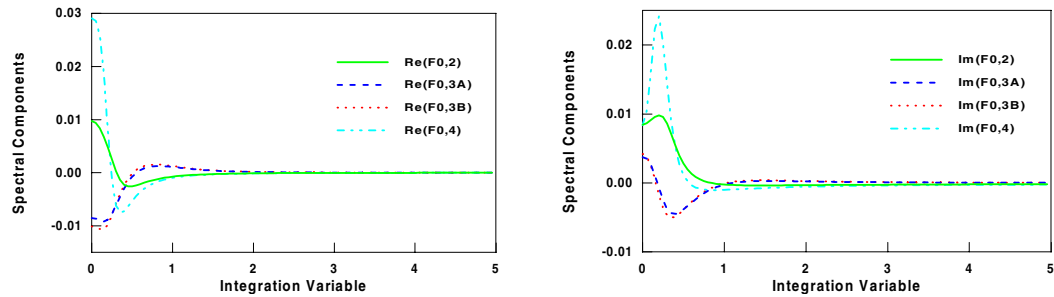 Spectral Components
0.03
0.02
0.01
0.00
-0.01
Re(F0,2)
Re(F0,3A)
Re(F0,3B)
Re(F0,4)
0 1 2 3 4 5
Integration Variable
Spectral Components
0.02
0.01
0.00
-0.01
Im(F0,2)
Im(F0,3A)
Im(F0,3B)
Im(F0,4)
0 1 2 3 4 5
Integration Variable